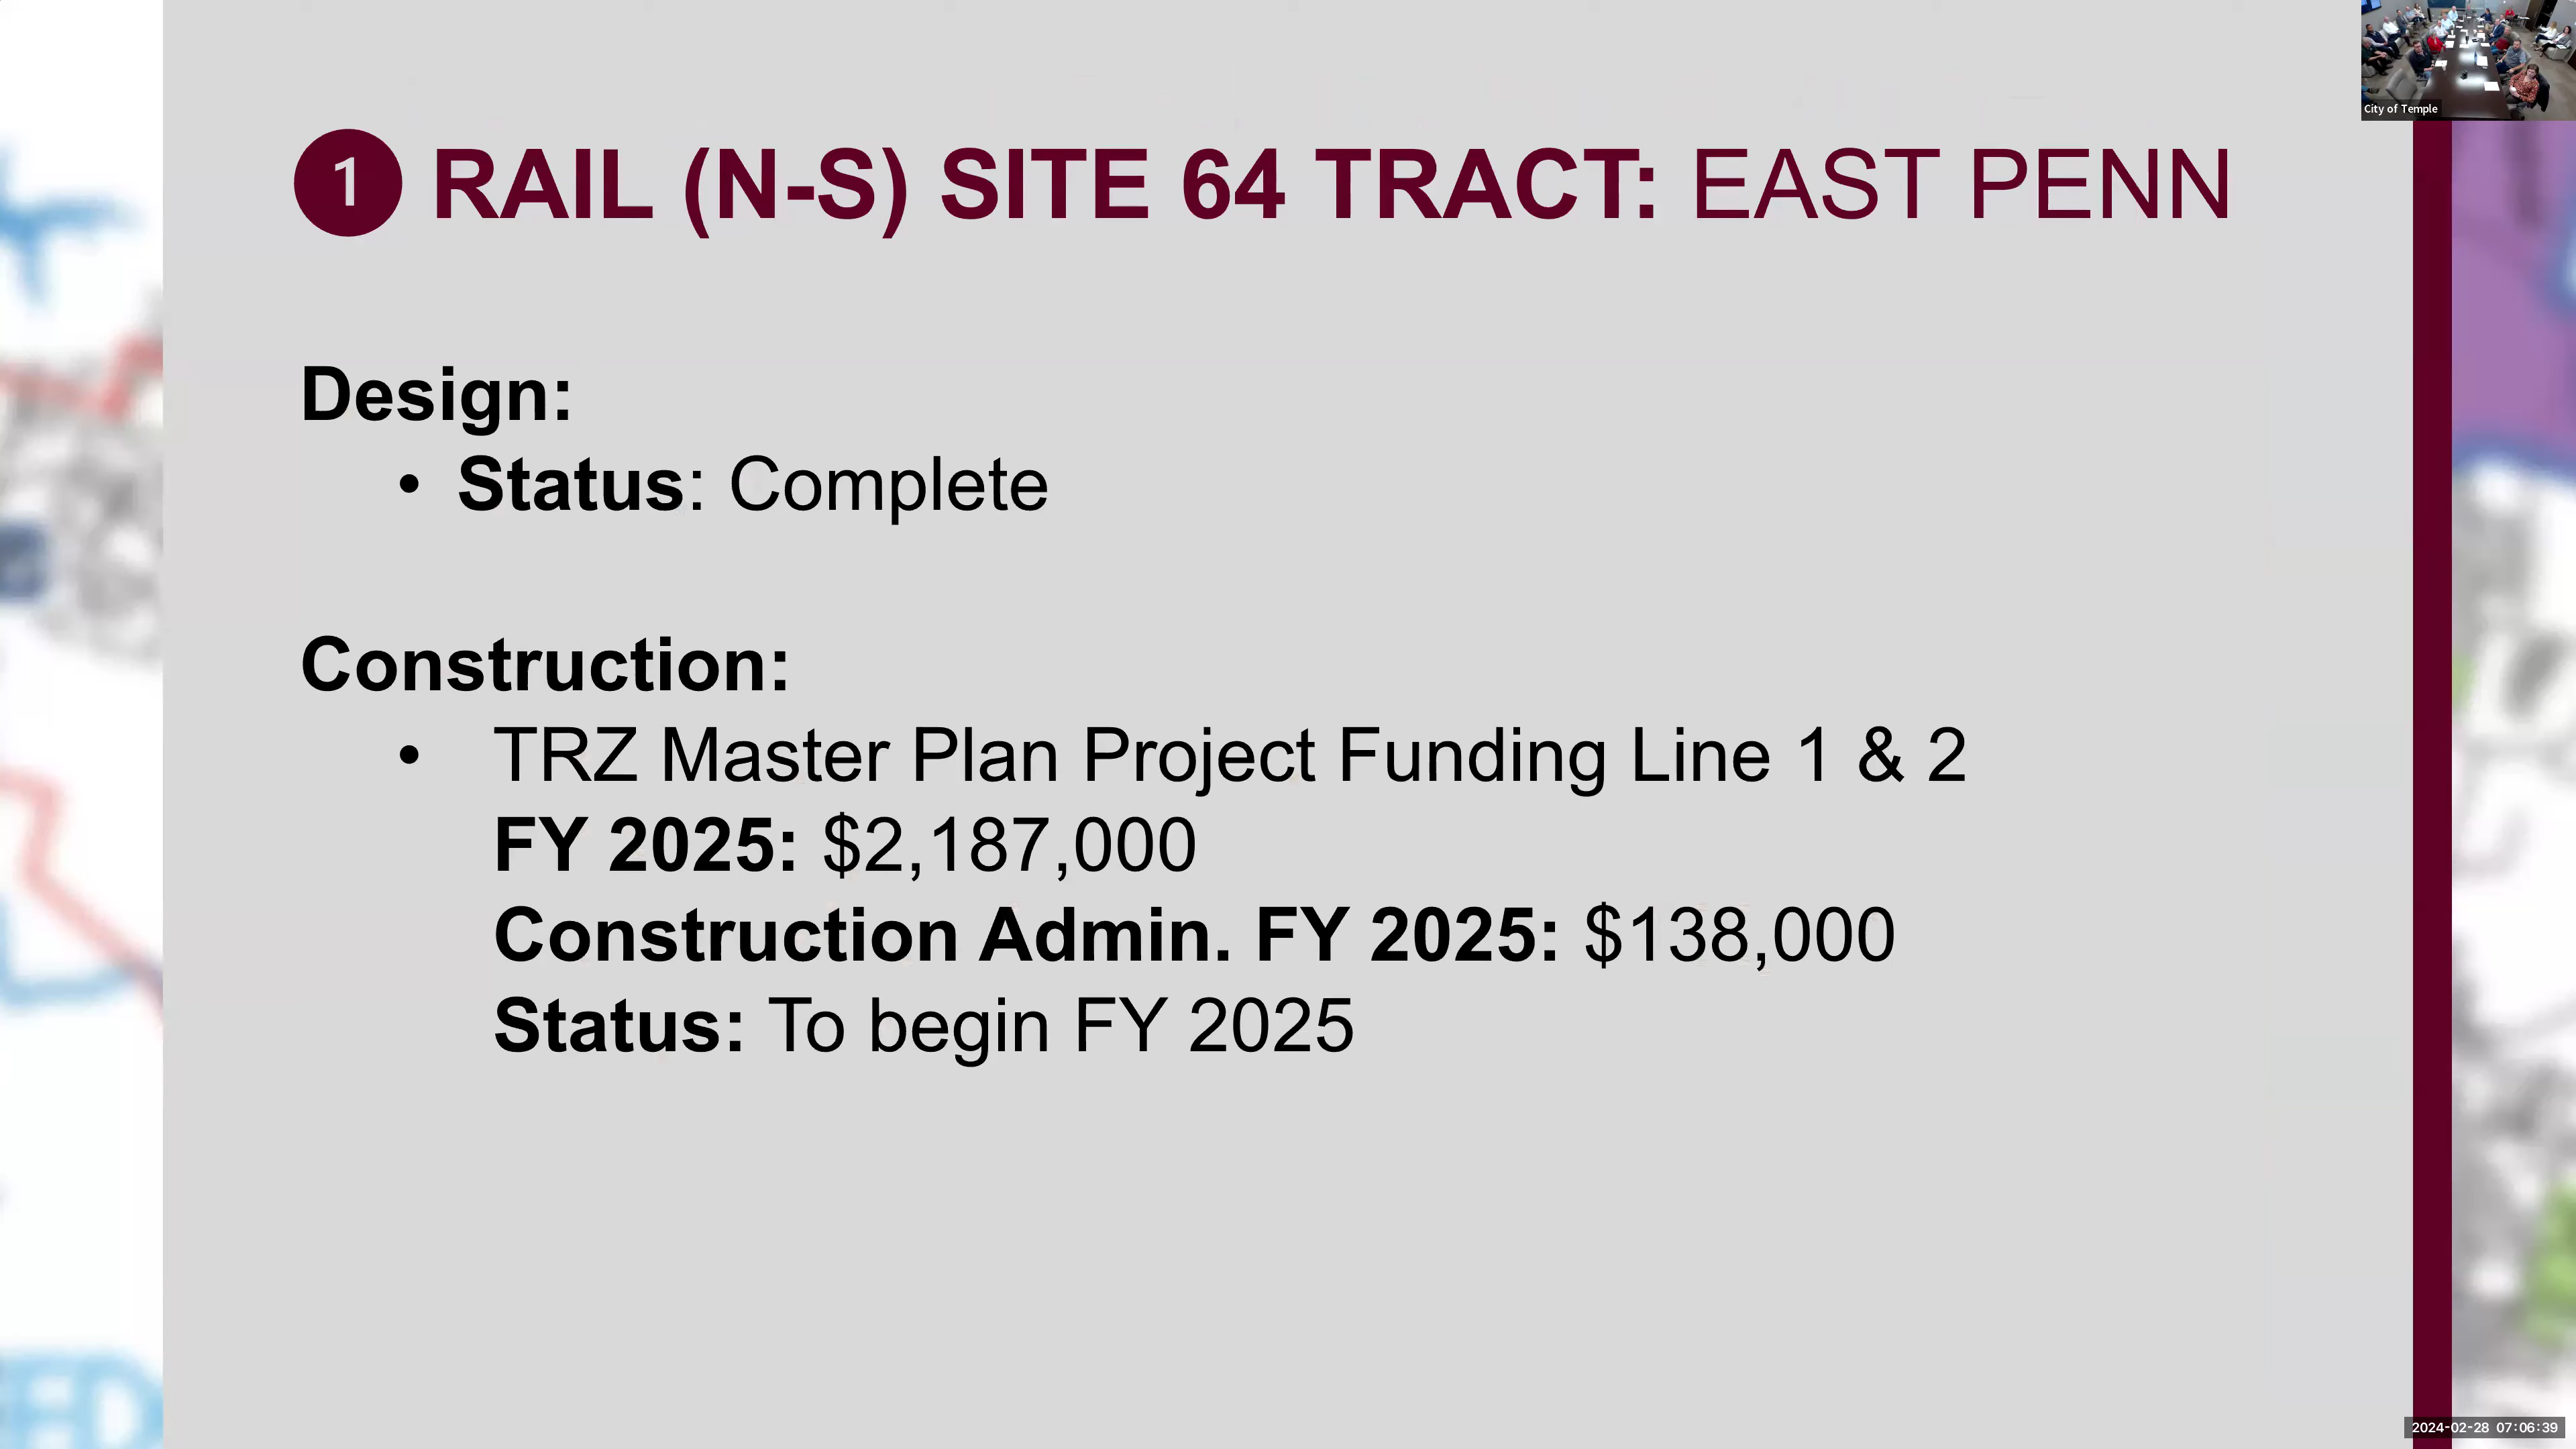 City of Temple
1 RAIL (N-S) SITE 64 TRACT: EAST PENN
Design:
• Status: Complete
Construction:
• TRZ Master Plan Project Funding Line 1 & 2
FY 2025: $2,187,000
Construction Admin. FY 2025: $138,000
Status: To begin FY 2025
ED
2024-02-28 07:06:39